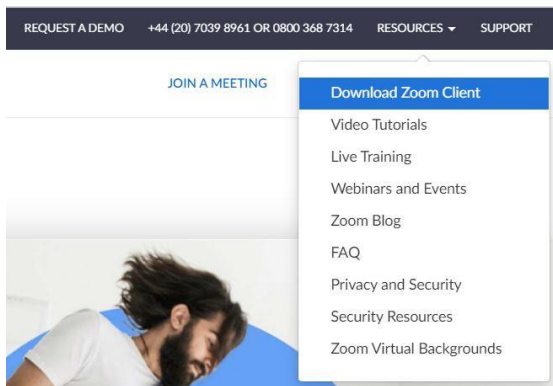 REQUEST A DEMO +44 (20) 7039 8961 OR 0800 368 7314 RESOURCES SUPPORT
JOIN A MEETING
Download Zoom Client
Video Tutorials
Live Training
Webinars and Events
Zoom Blog
FAQ
Privacy and Security
Security Resources
Zoom Virtual Backgrounds